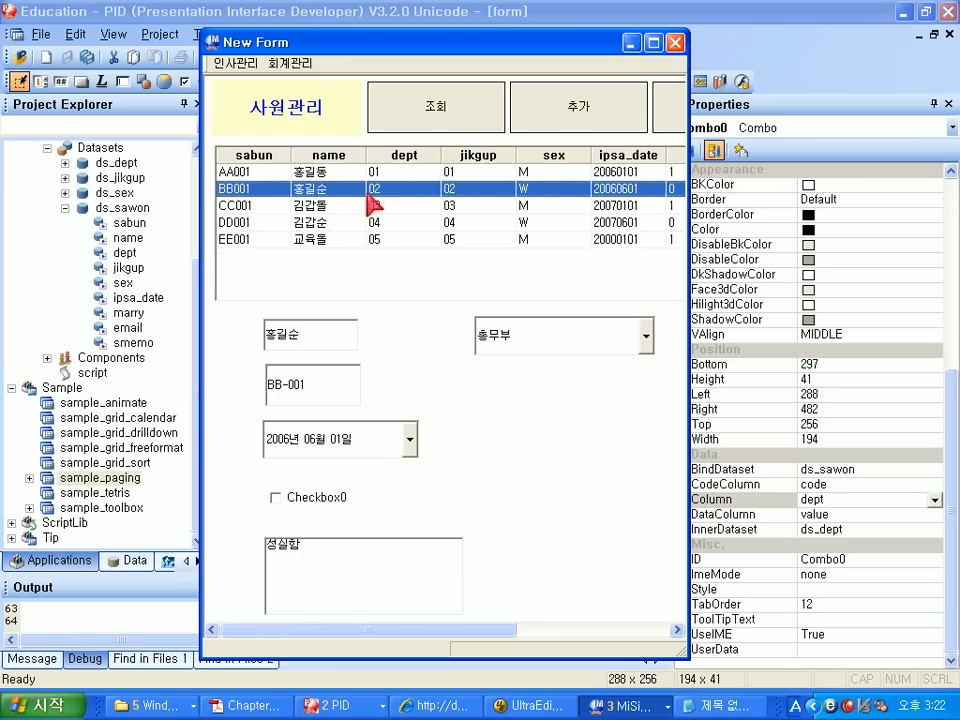 Education - PID (Presentation Interface Developer) V3.2.0 Unicode - [form]
File Edit View Project
New Form
인사관리 회계관리
사원관리
조회
추가
Project Explorer
Datasets
ds_dept
ds_jikgup
ds_sex
ds_sawon
sabun
name
dept
jikgup
sex
ipsa_date
marry
email
smemo
Components
script
Sample
sample_animate
sample_grid_calendar
sample_grid_drilldown
sample_grid_freeformat
sample_grid_sort
sample_paging
sample_tetris
sample_toolbox
ScriptLib
Tip
Applications Data
Output
63
64
Message Debug Find in Files 1
Ready
sabun name dept jikgup sex ipsa_date
AA001 홍길동 01 01 M 20060101 1
BB001 홍길순 02 02 W 20060601 0
CC001 김갑돌 03 M 20070101 1
DD001 김갑순 04 04 W 20070601 0
EE001 교육돌 05 05 M 20000101 1
홍길순
총무부
BB-001
2006년 06월 01일
Checkbox0
성실함
Properties
ombo0 Combo
Appearance
BKColor
Border Default
BorderColor
Color
DisableBkColor
DisableColor
DkShadowColor
Face3dColor
Hilight3dColor
ShadowColor
VAlign MIDDLE
Position
Bottom 297
Height 41
Left 288
Right 482
Top 256
Width 194
Data
BindDataset ds_sawon
CodeColumn code
Column dept
DataColumn value
InnerDataset ds_dept
Misc,
ID Combo0
ImeMode none
Style
TabOrder 12
ToolTipText
UseIME True
UserData
288 x 256 194 x 41 CAP NUM SCRL
시작
5 Wind...
Chapter...
2 PID
http://d...
UltraEdi...
3 MiSi...
제목 없...
A
오후 3:22